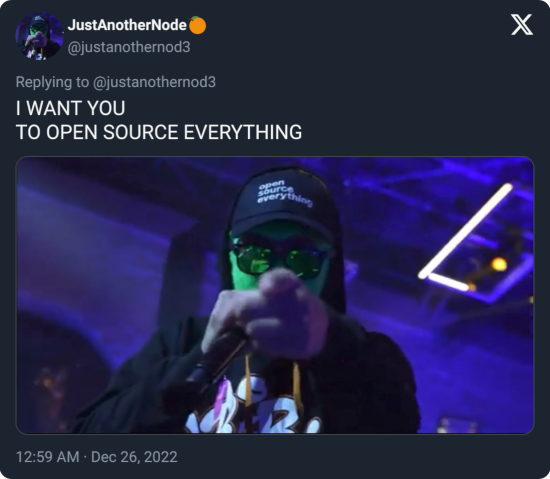 JustAnotherNode🍊
@justanothernod3
Replying to @justanothernod3
I WANT YOU
TO OPEN SOURCE EVERYTHING
open
source
everything
12:59 AM · Dec 26, 2022